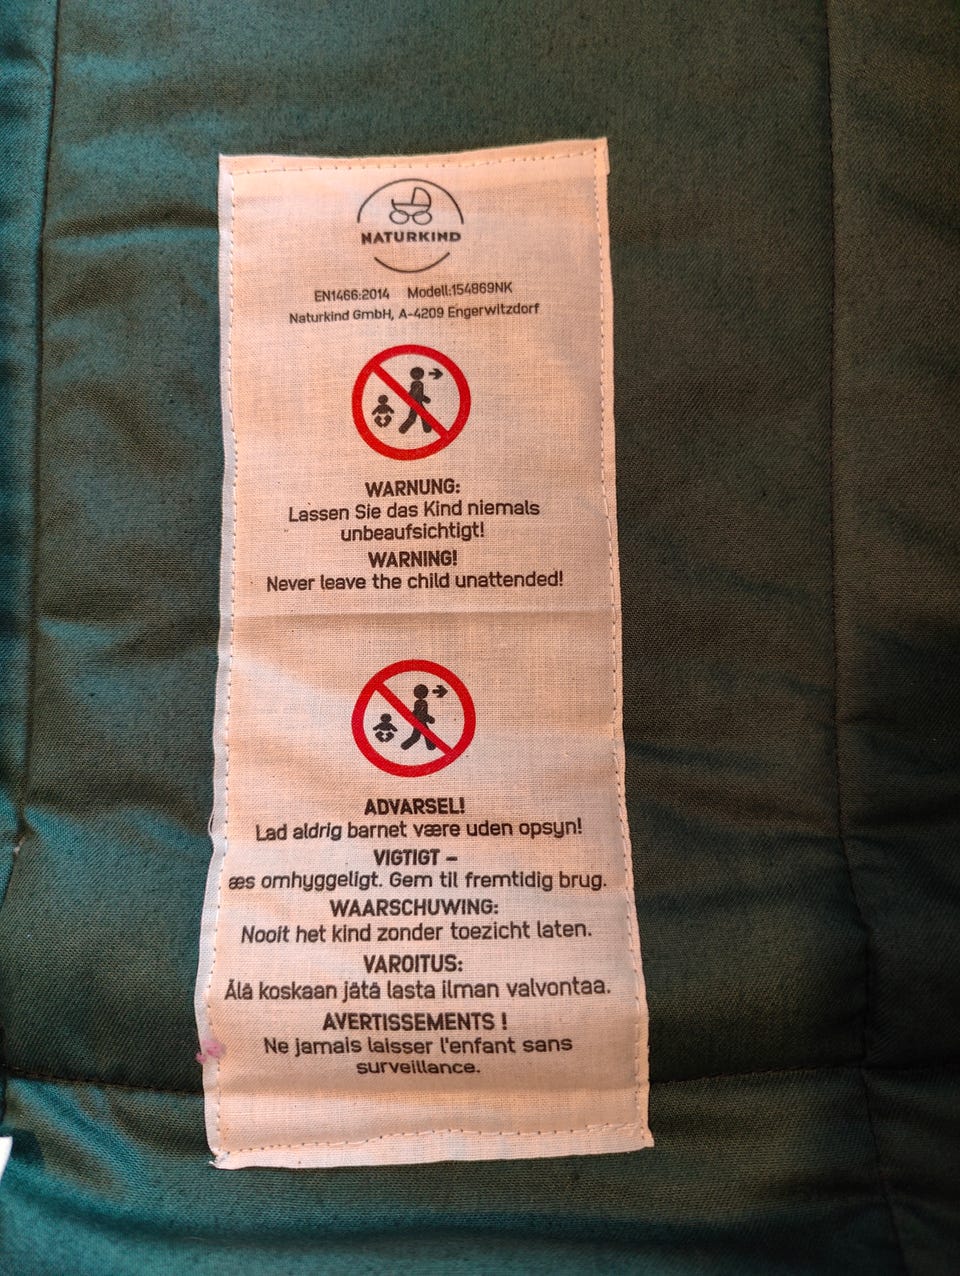 NATURKIND
EN1466:2014 Modell:154869NK
Naturkind GmbH, A-4209 Engerwitzdorf
WARNUNG:
Lassen Sie das Kind niemals
unbeaufsichtigt!
WARNING!
Never leave the child unattended!
ADVARSEL!
Lad aldrig barnet være uden opsyn!
VIGTIGT –
æs omhyggeligt. Gem til fremtidig brug.
WAARSCHUWING:
Nooit het kind zonder toezicht laten.
VAROITUS:
Älä koskaan jätä lasta ilman valvontaa.
AVERTISSEMENTS !
Ne jamais laisser l'enfant sans
surveillance.